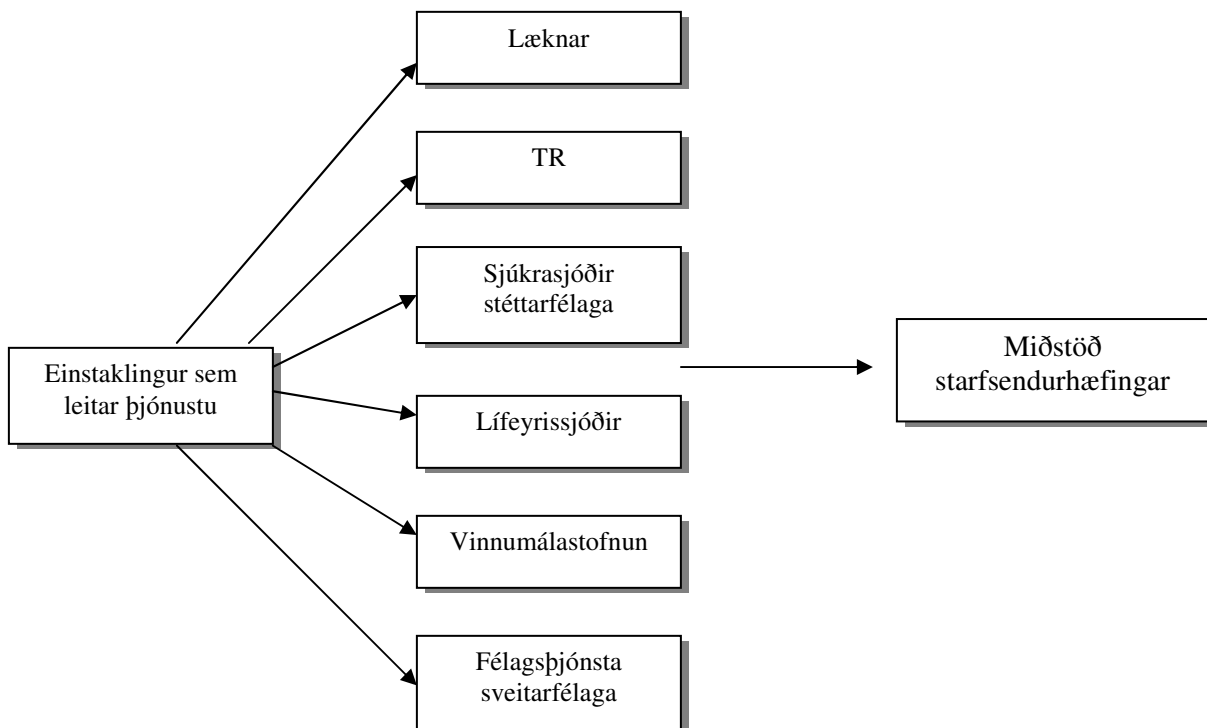 Læknar
TR
Sjúkrasjóðir
stéttarfélaga
Einstaklingur sem
leitar þjónustu
Miðstöð
starfsendurhæfingar
Lífeyrissjóðir
Vinnumálastofnun
Félagsþjónsta
sveitarfélaga